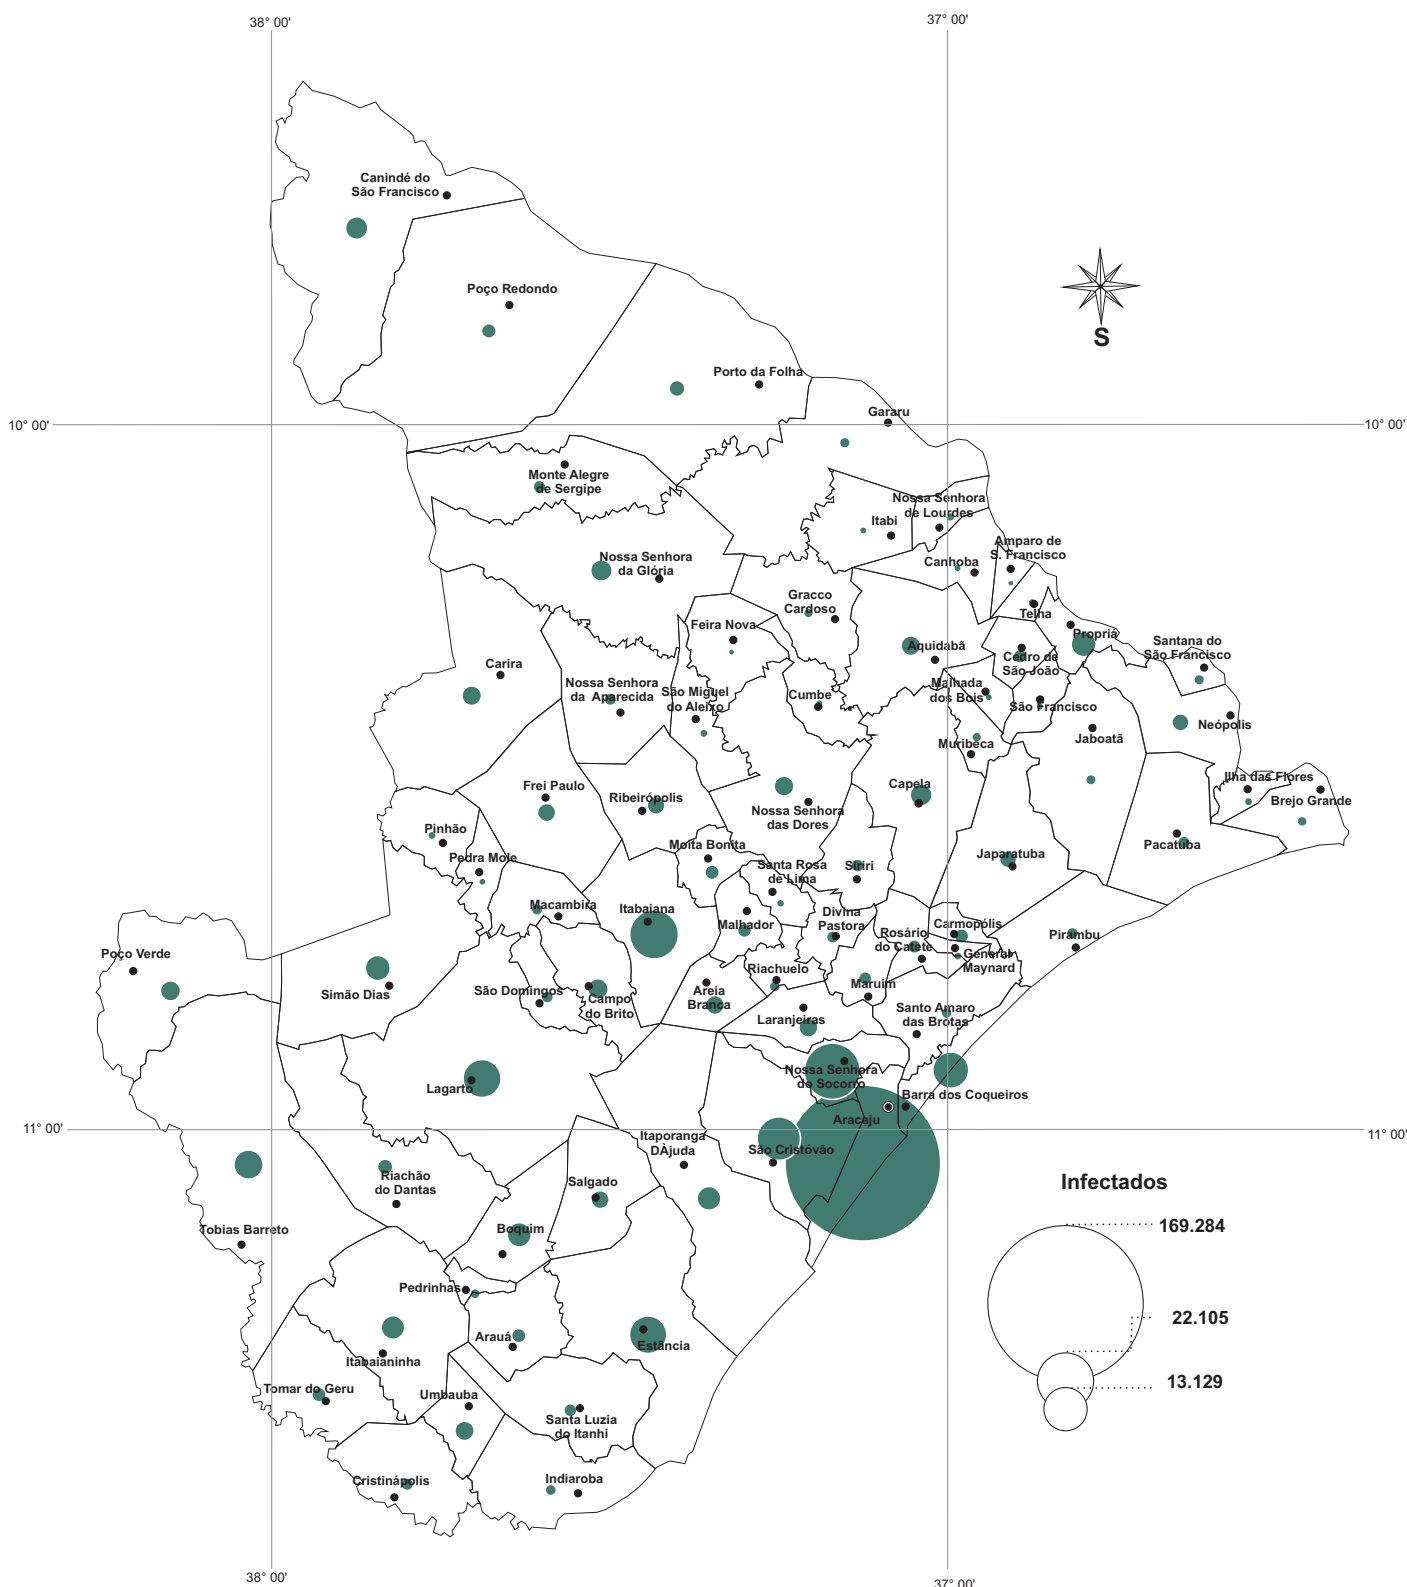 38° 00'
37° 00'
Canindé do
São Francisco
Poço Redondo
S
Porto da Folha
Gararu
10° 00'
10° 00'
Monte Alegre
de Sergipe
Nossa Senhora
de Lourdes
Itabi
Amparo de
S. Francisco
Nossa Senhora
da Glória
Canhoba
Gracco
Cardoso
Telha
Feira Nova
Propriá
Santana do
São Francisco
Aquidabã
Cedro de
São João
Carira
Nossa Senhora
da Aparecida
São Miguel
do Aleixo
Cumbe
Malhada
dos Bois
São Francisco
Neópolis
Jaboatã
Muribeca
Ilha das Flores
Brejo Grande
Frei Paulo
Ribeirópolis
Capela
Nossa Senhora
das Dores
Pinhão
Pedra Mole
Moita Bonita
Santa Rosa
de Lima
Siriri
Japaratuba
Pacatuba
Macambira
Itabaiana
Malhador
Divina
Pastora
Rosário
do Catete
Carmopólis
General
Maynard
Pirambu
Poço Verde
Simão Dias
São Domingos
Campo
do Brito
Areia
Branca
Riachuelo
Maruim
Laranjeiras
Santo Amaro
das Brotas
Lagarto
Nossa Senhora
do Socorro
Barra dos Coqueiros
Aracaju
11° 00'
11° 00'
Itaporanga
DÀjuda
São Cristóvão
Riachão
do Dantas
Salgado
Infectados
169.284
22.105
13.129
Tobias Barreto
Boquim
Pedrinhas
Arauá
Estância
Itabaianinha
Tomar do Geru
Umbauba
Santa Luzia
do Itanhi
Cristinápolis
Indiaroba
38° 00'
37° 00'